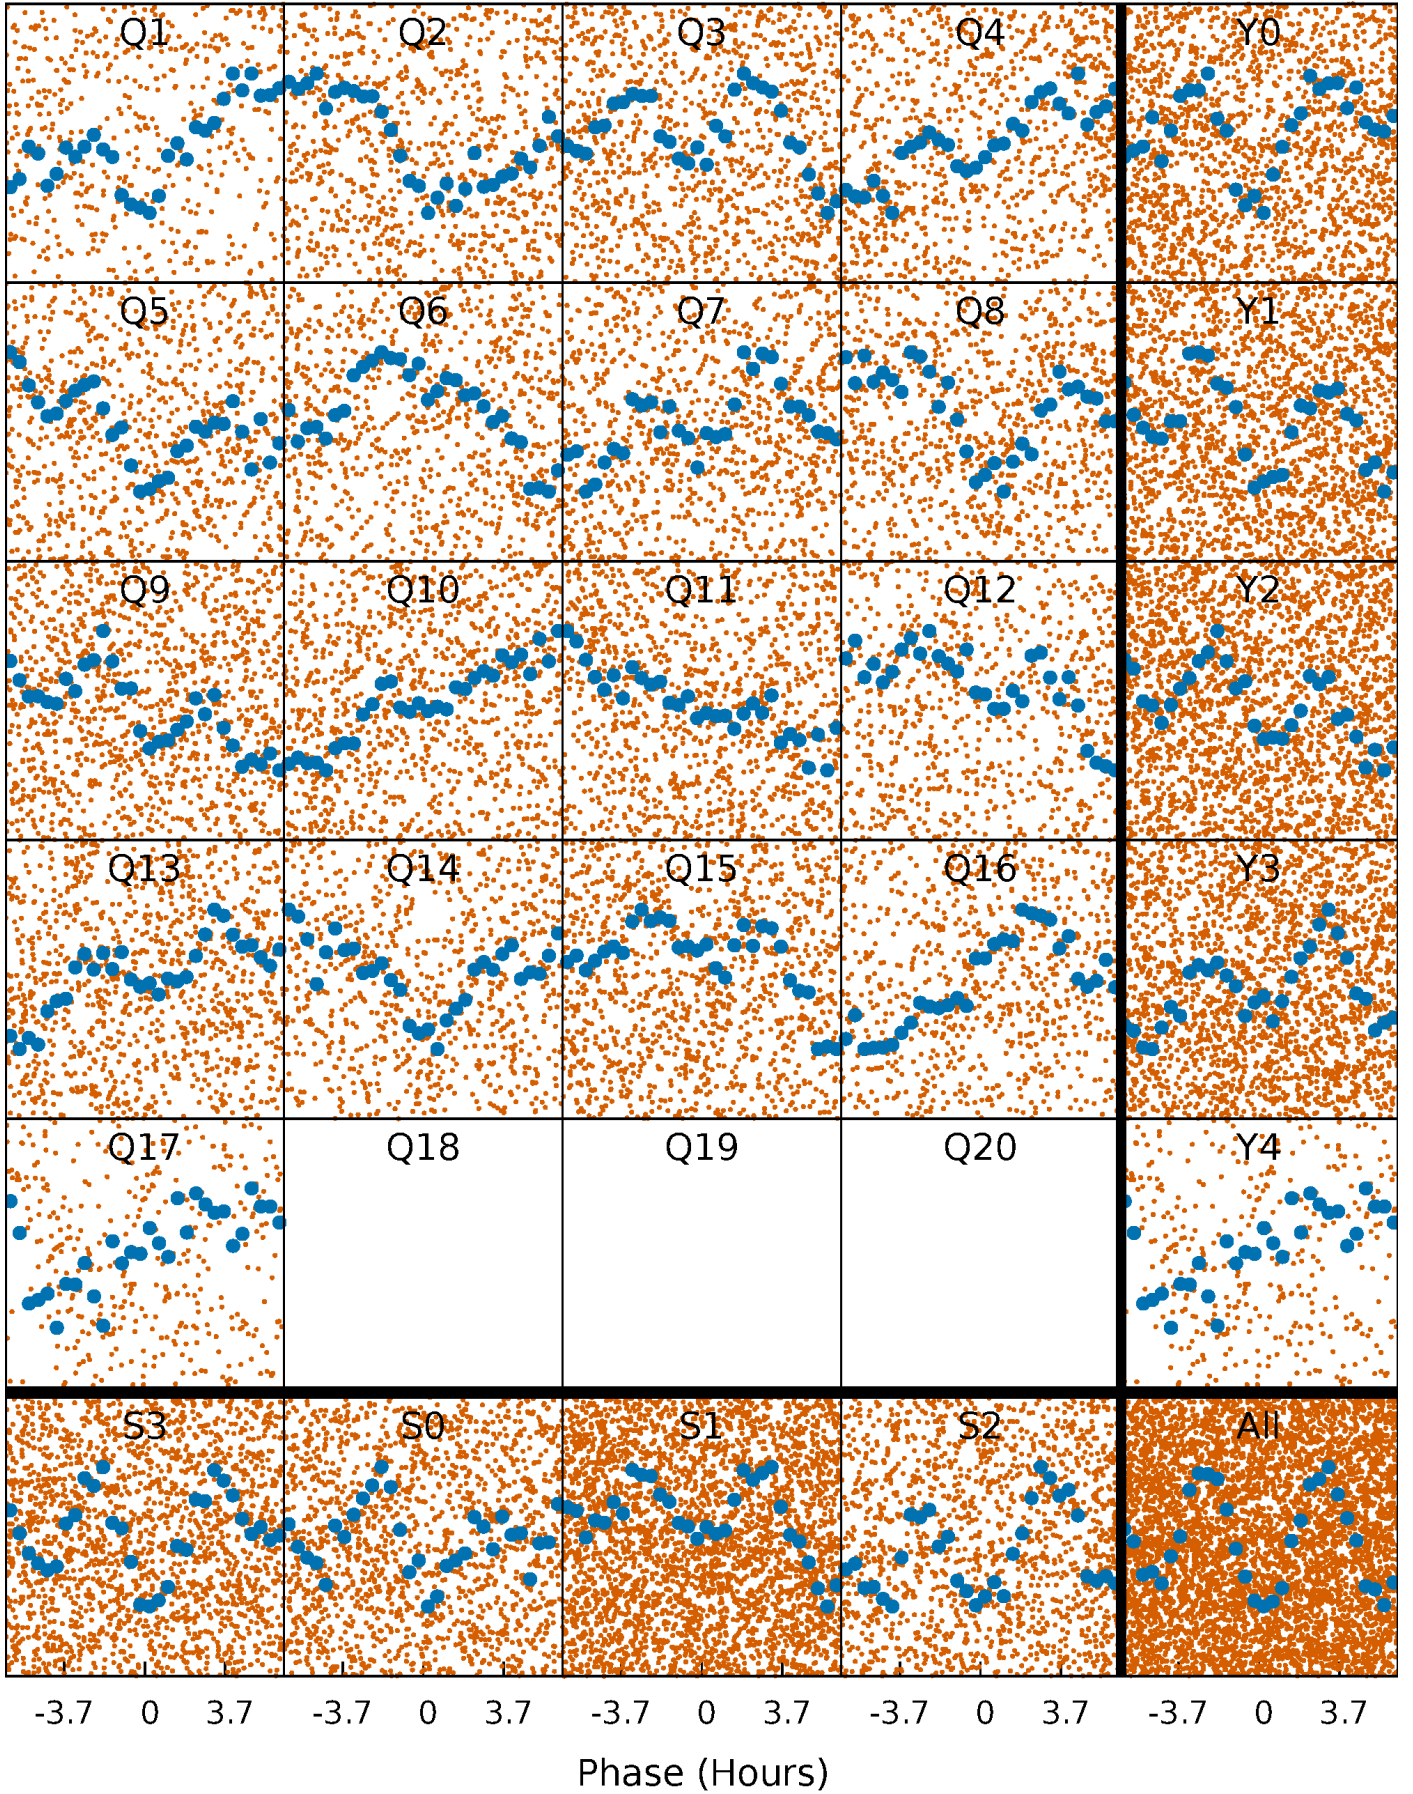 Q1 Q2 Q3 Q4 Y0
Q5 Q6 Q7 Q8 Y1
Q9 Q10 Q11 Q12 Y2
Q13 Q14 Q15 Q16 Y3
Q17 Q18 Q19 Q20 Y4
S3 S0 S1 S2 All
-3.7 0 3.7 -3.7 0 3.7 -3.7 0 3.7 -3.7 0 3.7 -3.7 0 3.7
Phase (Hours)